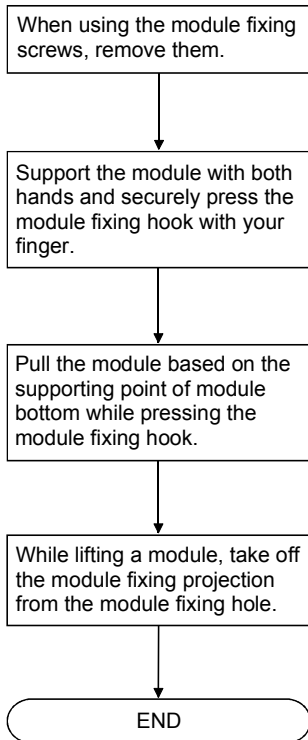 When using the module fixing
screws, remove them.
Support the module with both
hands and securely press the
module fixing hook with your
finger.
Pull the module based on the
supporting point of module
bottom while pressing the
module fixing hook.
While lifting a module, take off
the module fixing projection
from the module fixing hole.
END